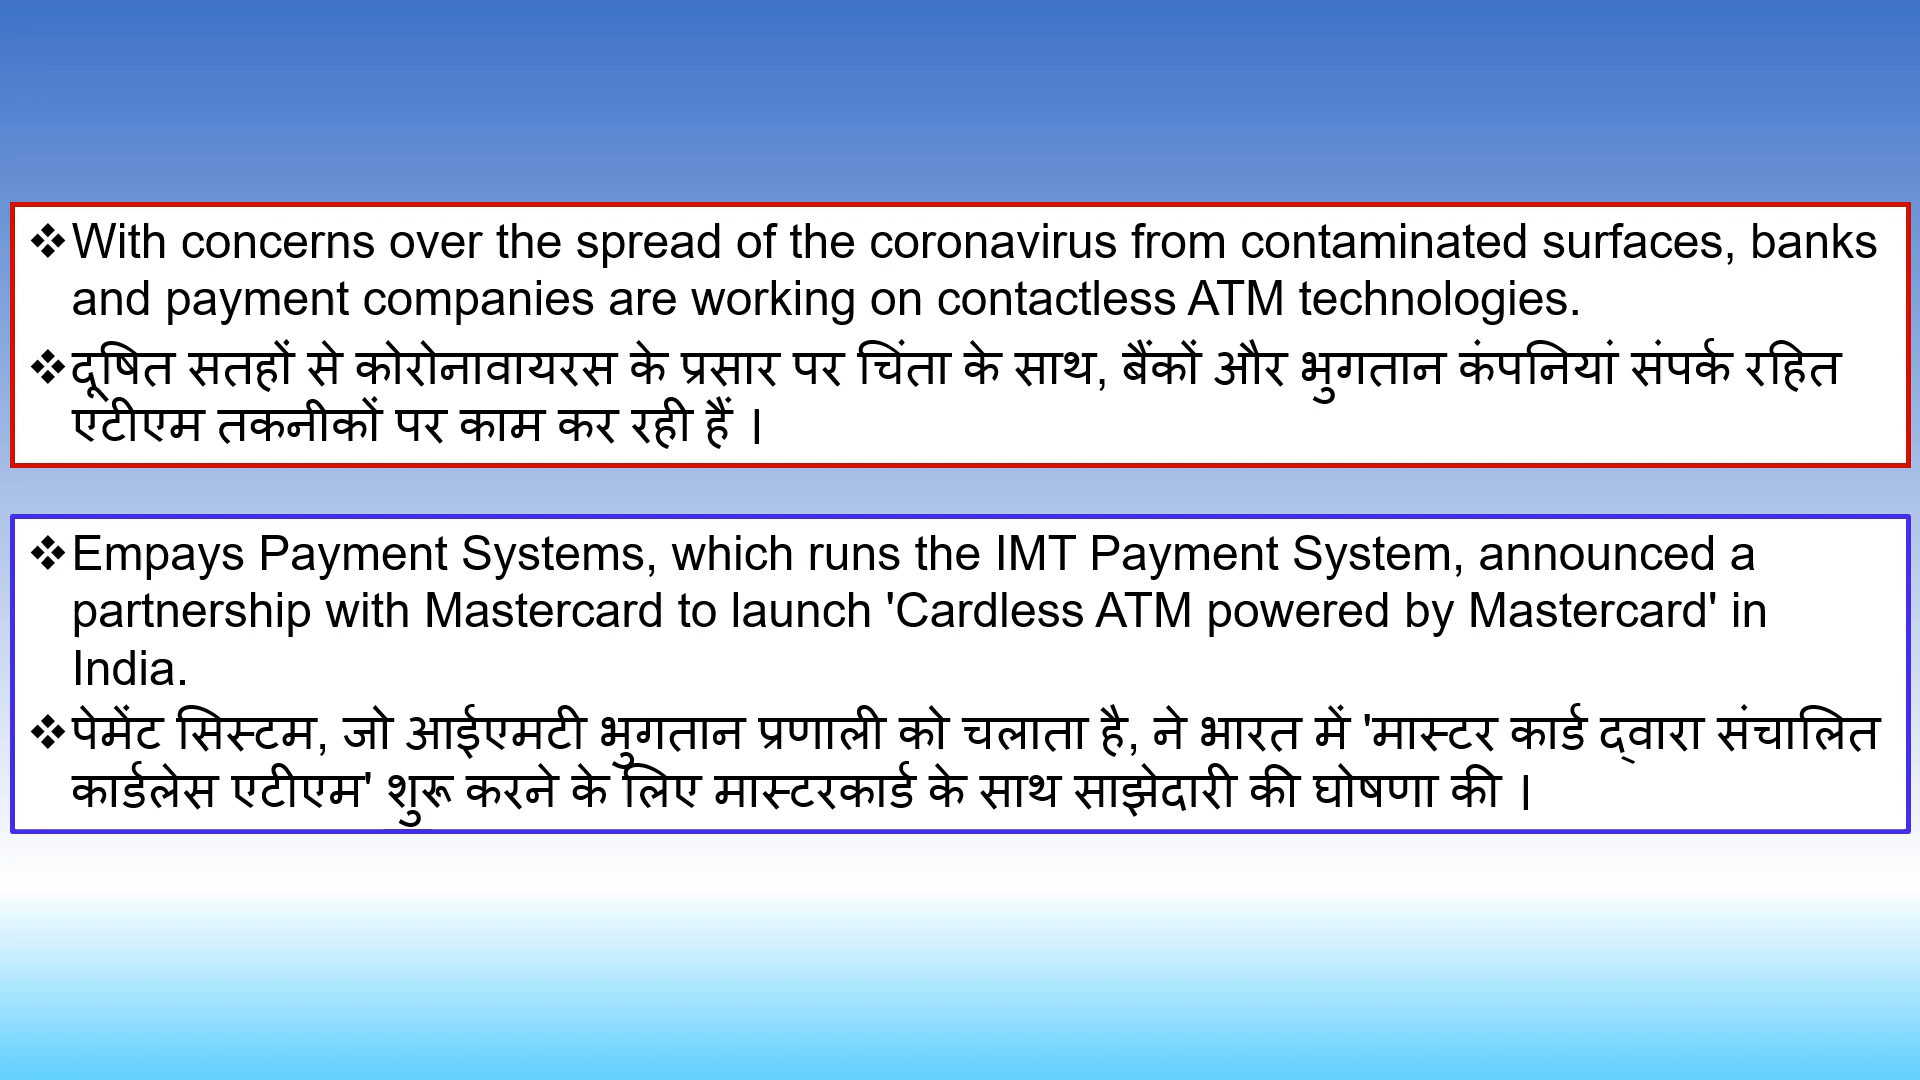 ❖With concerns over the spread of the coronavirus from contaminated surfaces, banks
and payment companies are working on contactless ATM technologies.
❖दूषित सतहों से कोरोनावायरस के प्रसार पर चिंता के साथ, बैंकों और भुगतान कंपनियां संपर्क रहित
एटीएम तकनीकों पर काम कर रही हैं ।
❖Empays Payment Systems, which runs the IMT Payment System, announced a
partnership with Mastercard to launch 'Cardless ATM powered by Mastercard' in
India.
❖पेमेंट सिस्टम, जो आईएमटी भुगतान प्रणाली को चलाता है, ने भारत में 'मास्टर कार्ड द्वारा संचालित
कार्डलेस एटीएम' शुरू करने के लिए मास्टरकार्ड के साथ साझेदारी की घोषणा की ।